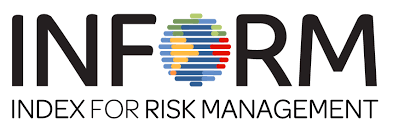 INFORM
INDEX FOR RISK MANAGEMENT